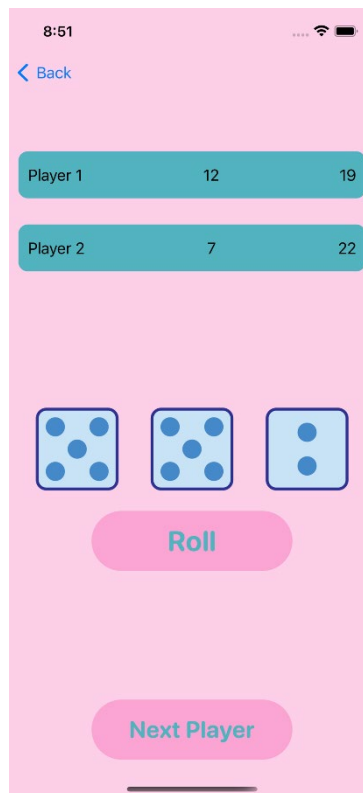 8:51
Back
Player 1 12 19
Player 2 7 22
Roll
Next Player